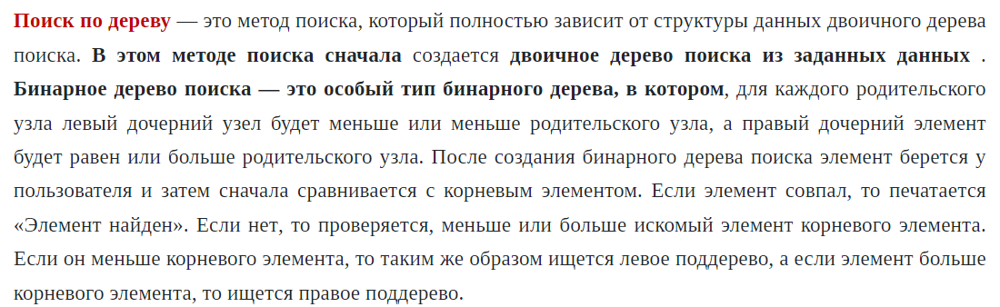 Поиск по дереву — это метод поиска, который полностью зависит от структуры данных двоичного дерева
поиска. В этом методе поиска сначала создается двоичное дерево поиска из заданных данных .
Бинарное дерево поиска — это особый тип бинарного дерева, в котором, для каждого родительского
узла левый дочерний узел будет меньше или меньше родительского узла, а правый дочерний элемент
будет равен или больше родительского узла. После создания бинарного дерева поиска элемент берется у
пользователя и затем сначала сравнивается с корневым элементом. Если элемент совпал, то печатается
«Элемент найден». Если нет, то проверяется, меньше или больше искомый элемент корневого элемента.
Если он меньше корневого элемента, то таким же образом ищется левое поддерево, а если элемент больше
корневого элемента, то ищется правое поддерево.